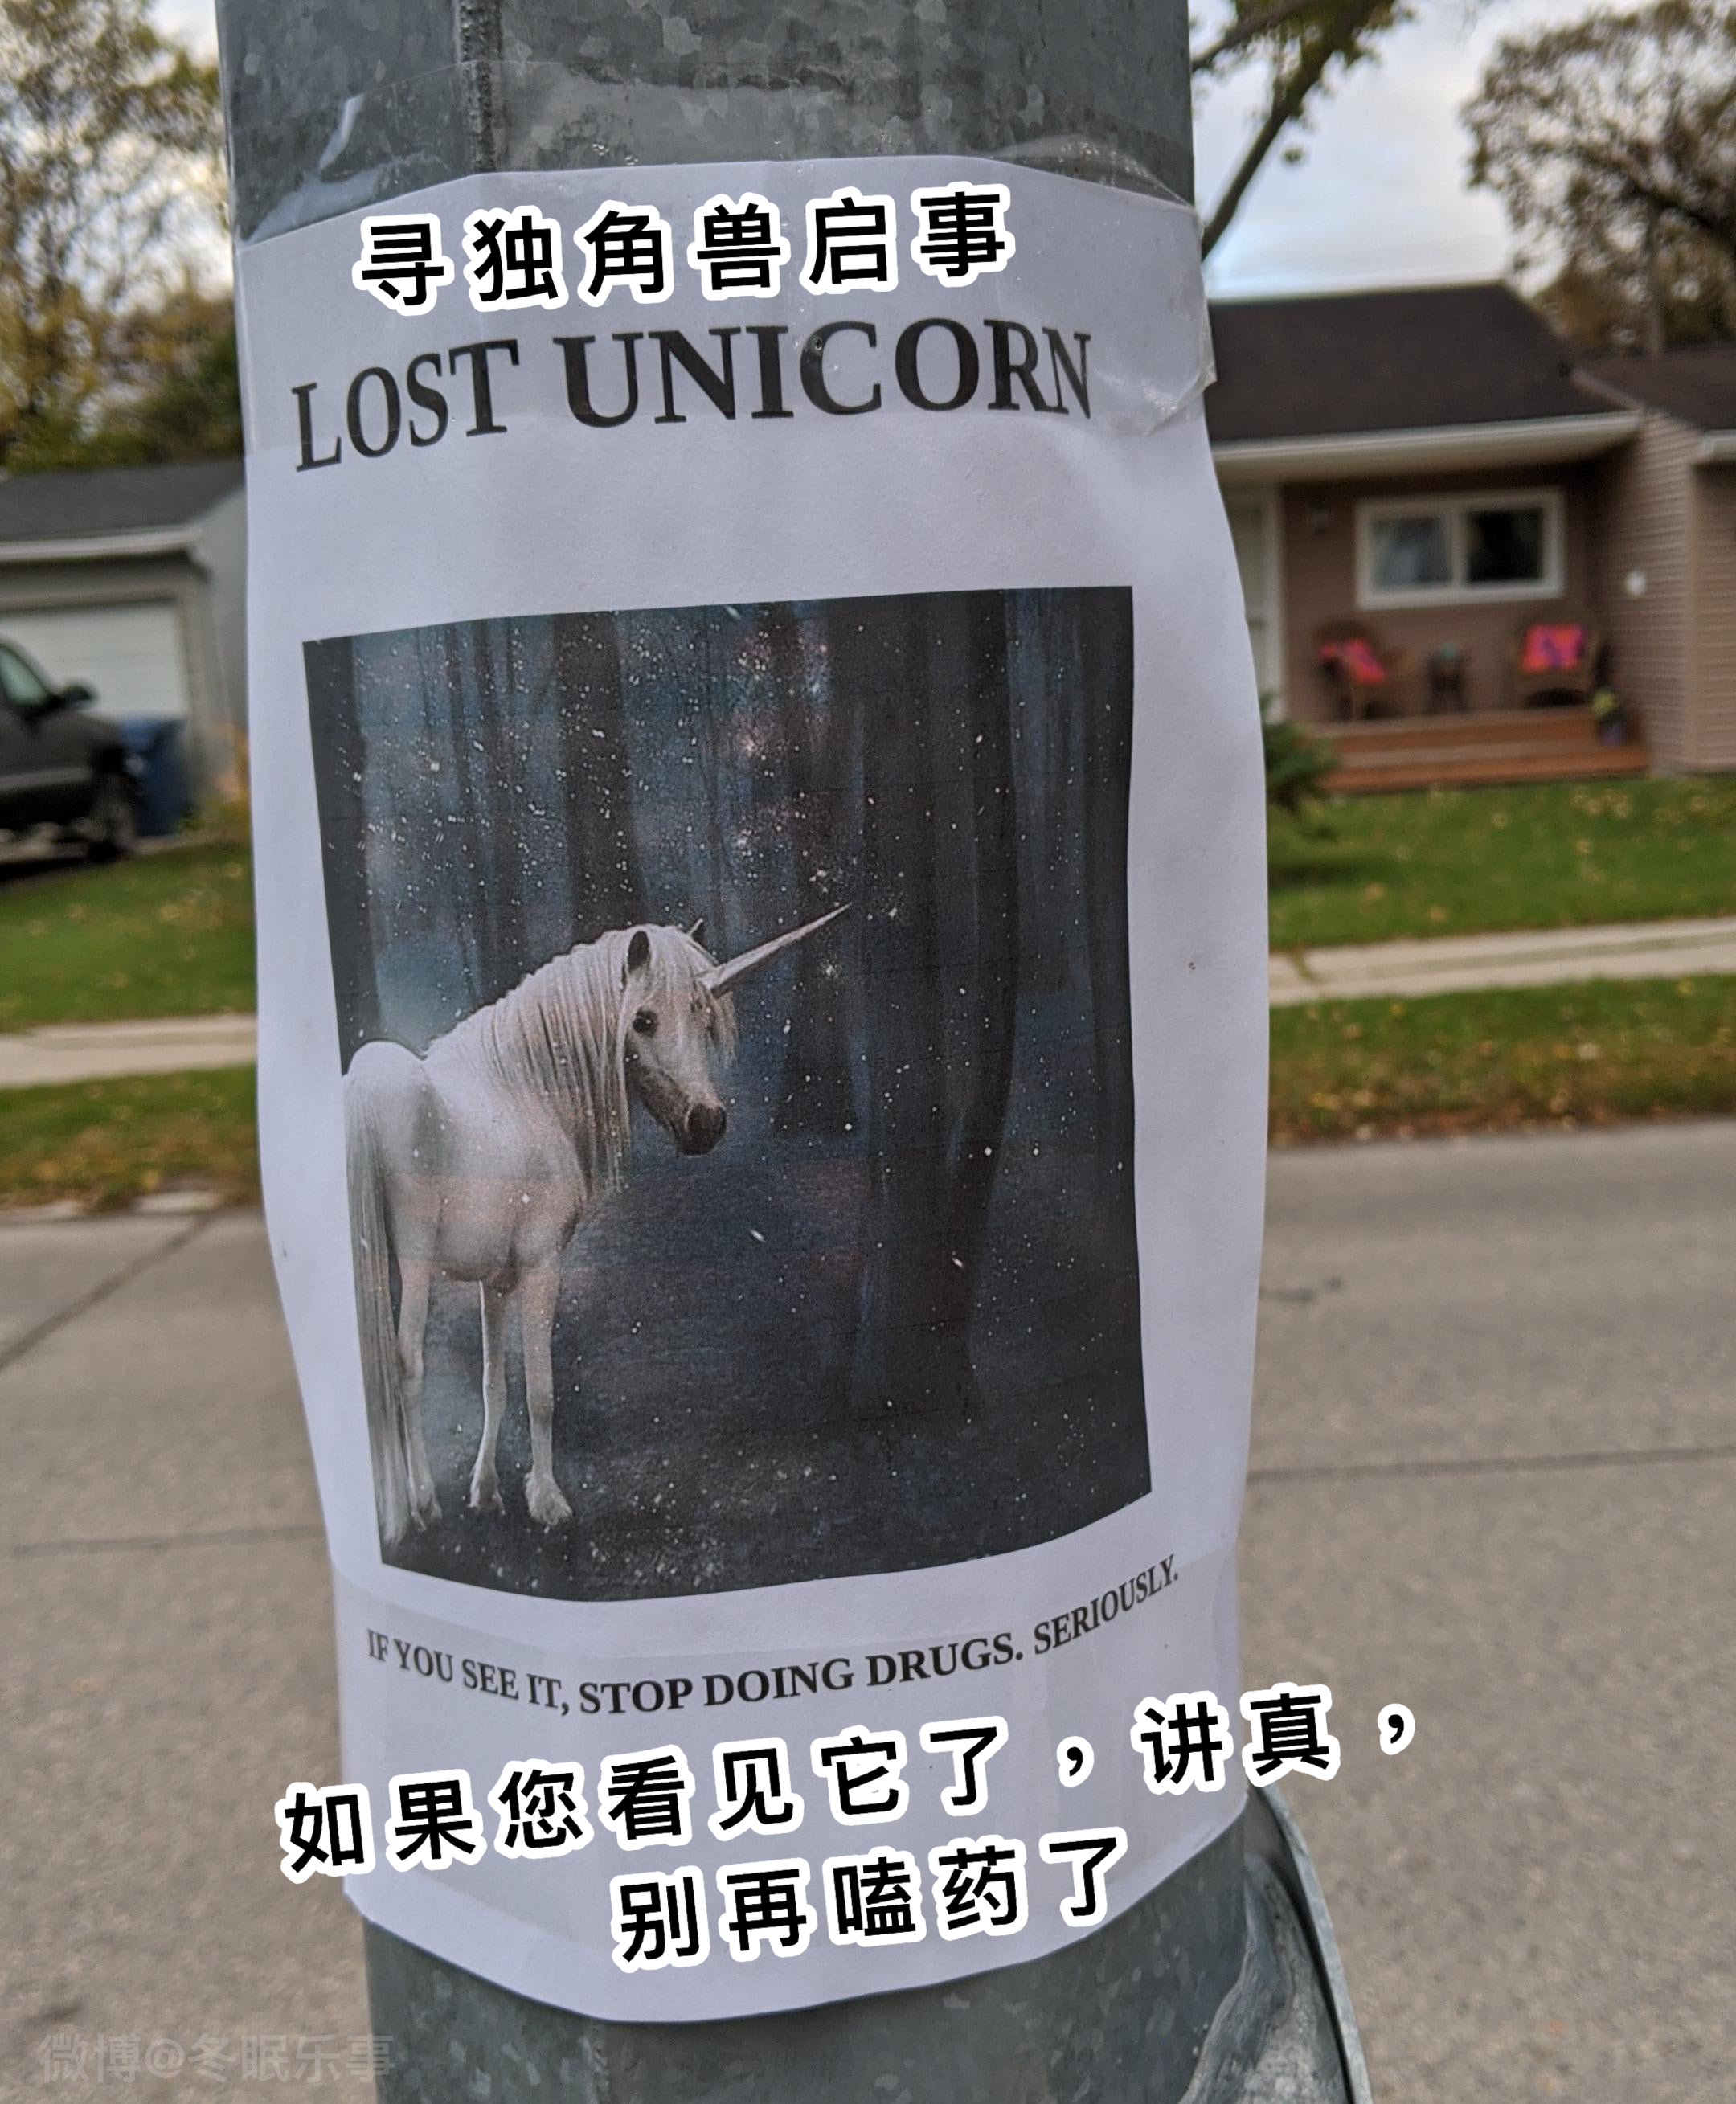 寻独角兽启事
LOST UNICORN
IF YOU SEE IT, STOP DOING DRUGS. SERIOUSLY.
如果您看见它了，讲真，
别再嗑药了
微博@冬眠乐事